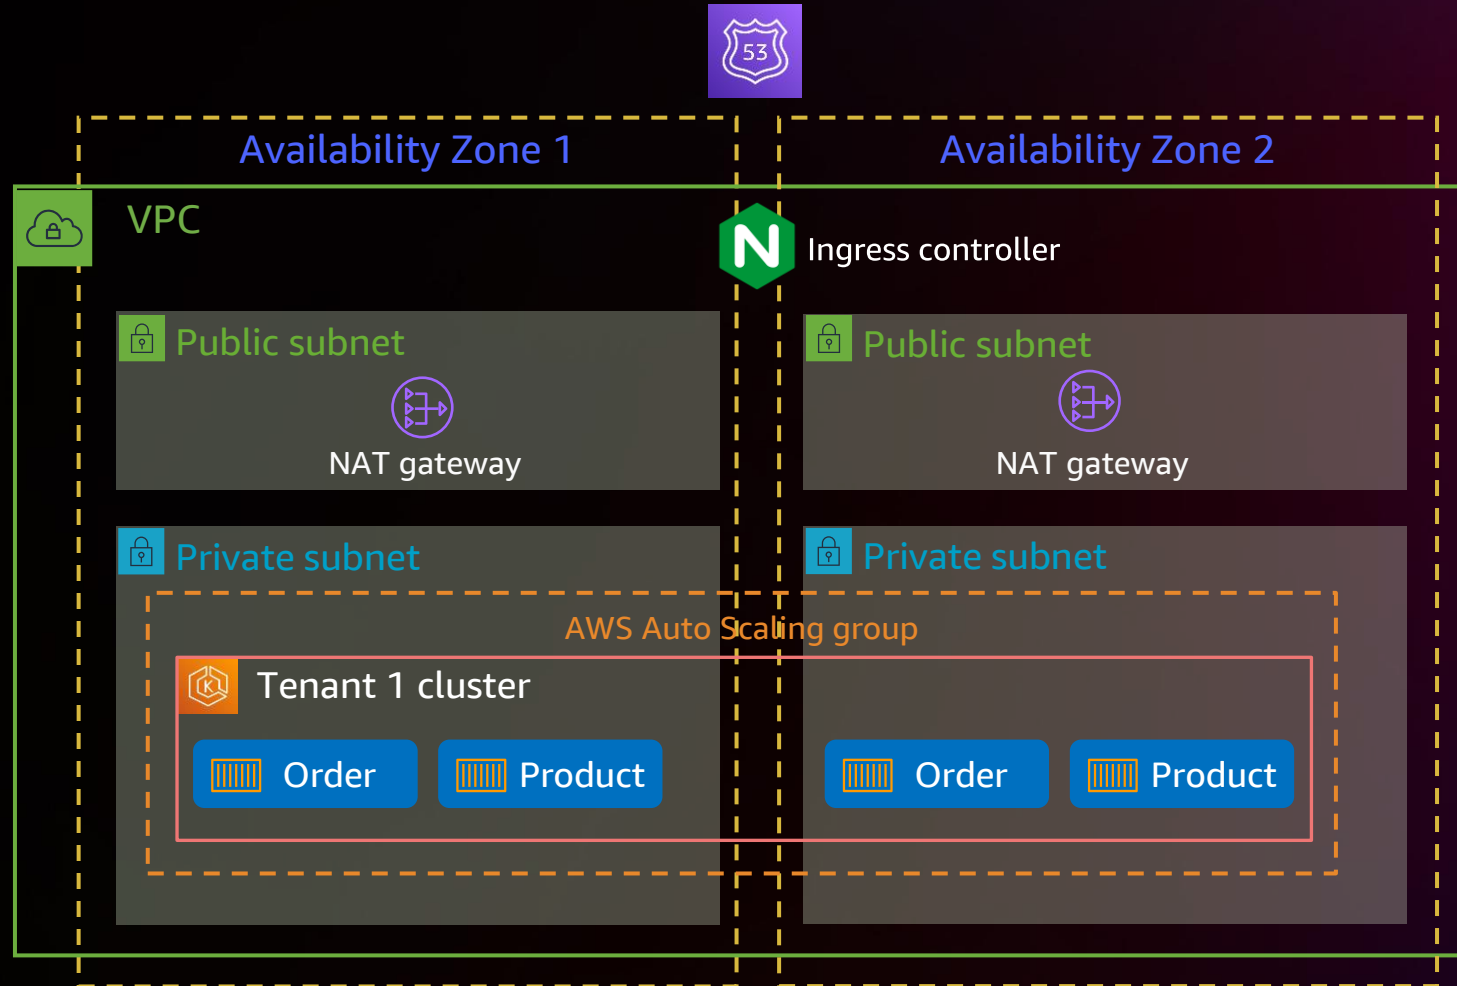 53
Availability Zone 1
Availability Zone 2
VPC
N
Ingress controller
Public subnet
Public subnet
NAT gateway
NAT gateway
Private subnet
Private subnet
AWS Auto Scaling group
K
Tenant 1 cluster
Order
Product
Order
Product